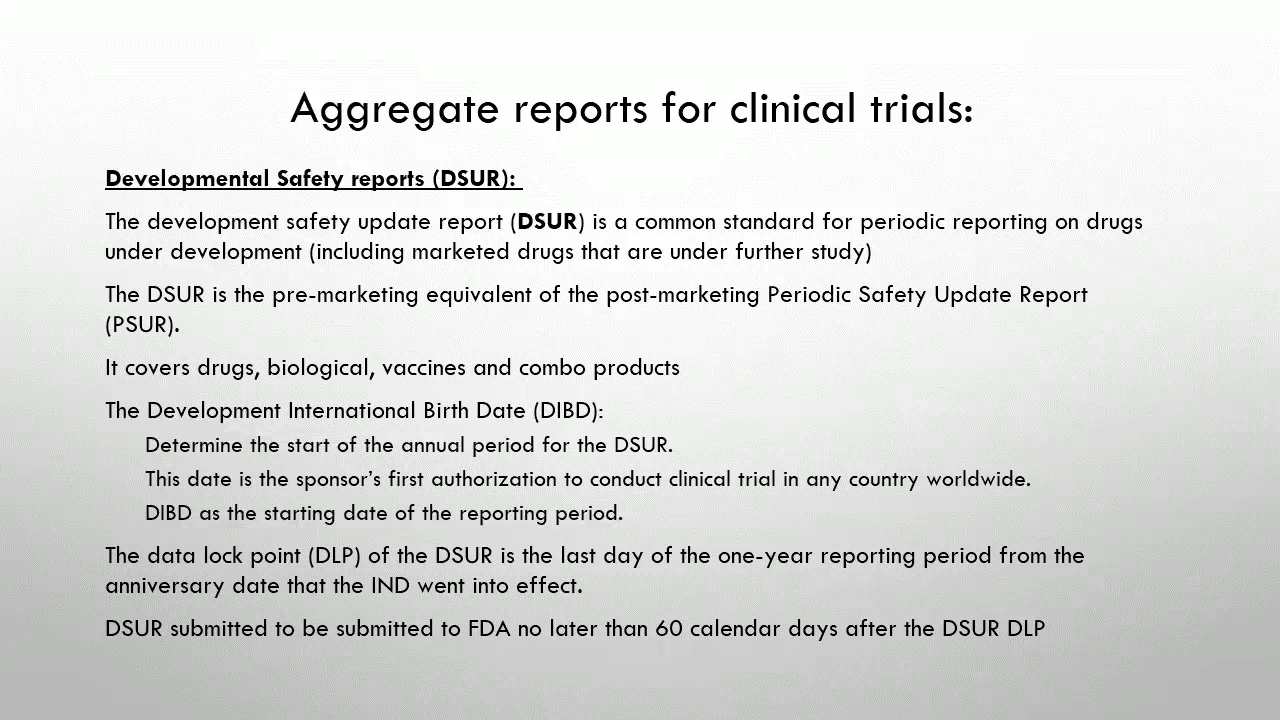 Aggregate reports for clinical trials:
Developmental Safety reports (DSUR):
The development safety update report (DSUR) is a common standard for periodic reporting on drugs
under development (including marketed drugs that are under further study)
The DSUR is the pre-marketing equivalent of the post-marketing Periodic Safety Update Report
(PSUR).
It covers drugs, biological, vaccines and combo products
The Development International Birth Date (DIBD):
Determine the start of the annual period for the DSUR.
This date is the sponsor’s first authorization to conduct clinical trial in any country worldwide.
DIBD as the starting date of the reporting period.
The data lock point (DLP) of the DSUR is the last day of the one-year reporting period from the
anniversary date that the IND went into effect.
DSUR submitted to be submitted to FDA no later than 60 calendar days after the DSUR DLP